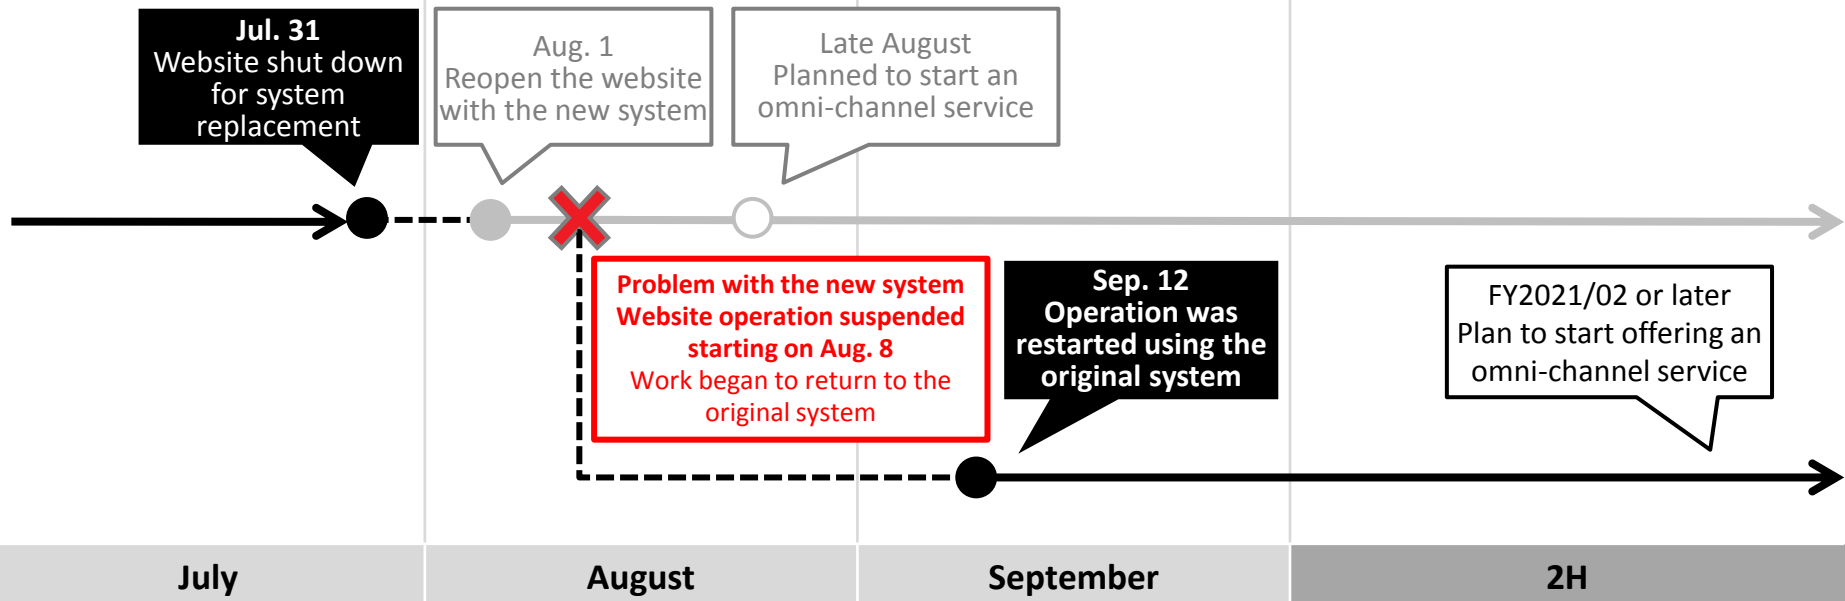 Jul. 31
Website shut down
for system
replacement
Aug. 1
Reopen the website
with the new system
Late August
Planned to start an
omni-channel service
Problem with the new system
Website operation suspended
starting on Aug. 8
Work began to return to the
original system
Sep. 12
Operation was
restarted using the
original system
FY2021/02 or later
Plan to start offering an
omni-channel service
July
August
September
2H